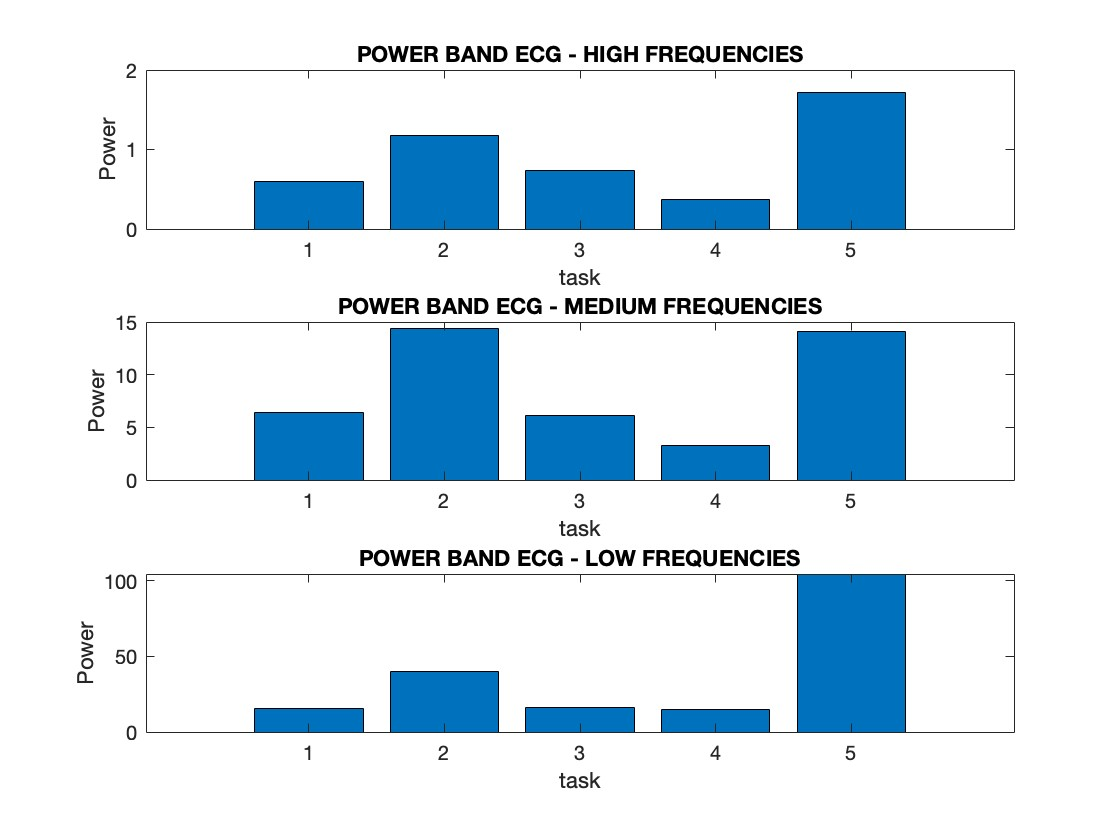 POWER BAND ECG - HIGH FREQUENCIES
2
1
0
Power
1 2 3 4 5
task
POWER BAND ECG - MEDIUM FREQUENCIES
15
10
5
0
Power
1 2 3 4 5
task
POWER BAND ECG - LOW FREQUENCIES
100
50
0
Power
1 2 3 4 5
task